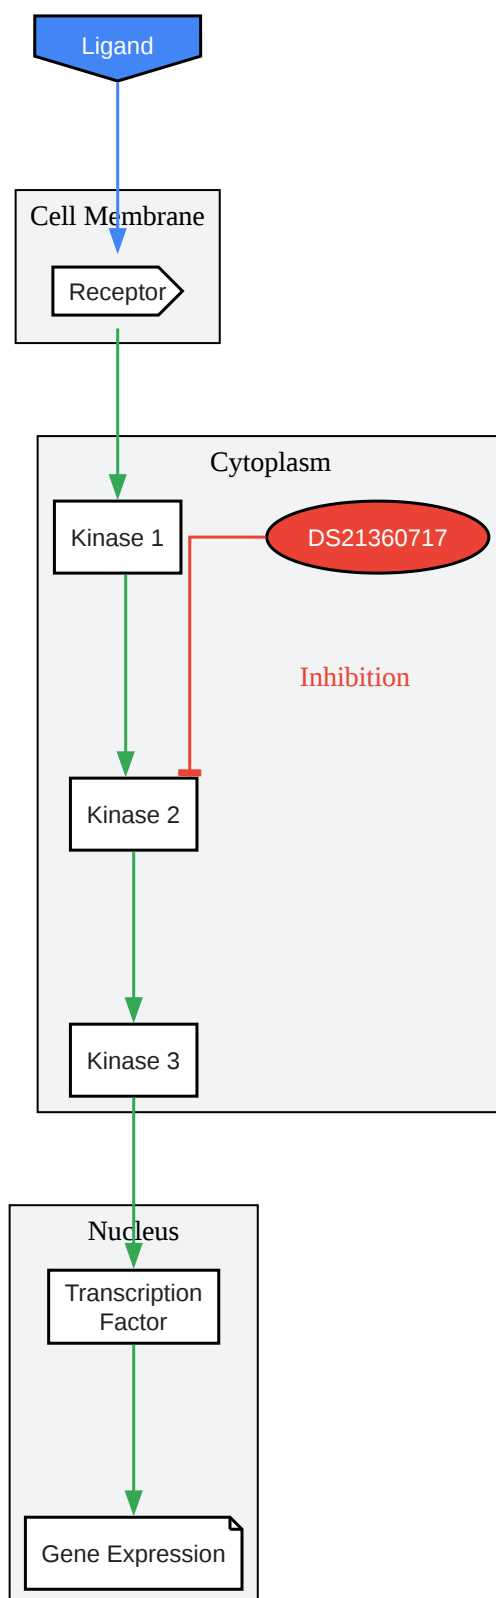 Ligand
Cell Membrane
Receptor
Cytoplasm
Kinase 1
DS21360717
Inhibition
Kinase 2
Kinase 3
Nucleus
Transcription
Factor
Gene Expression